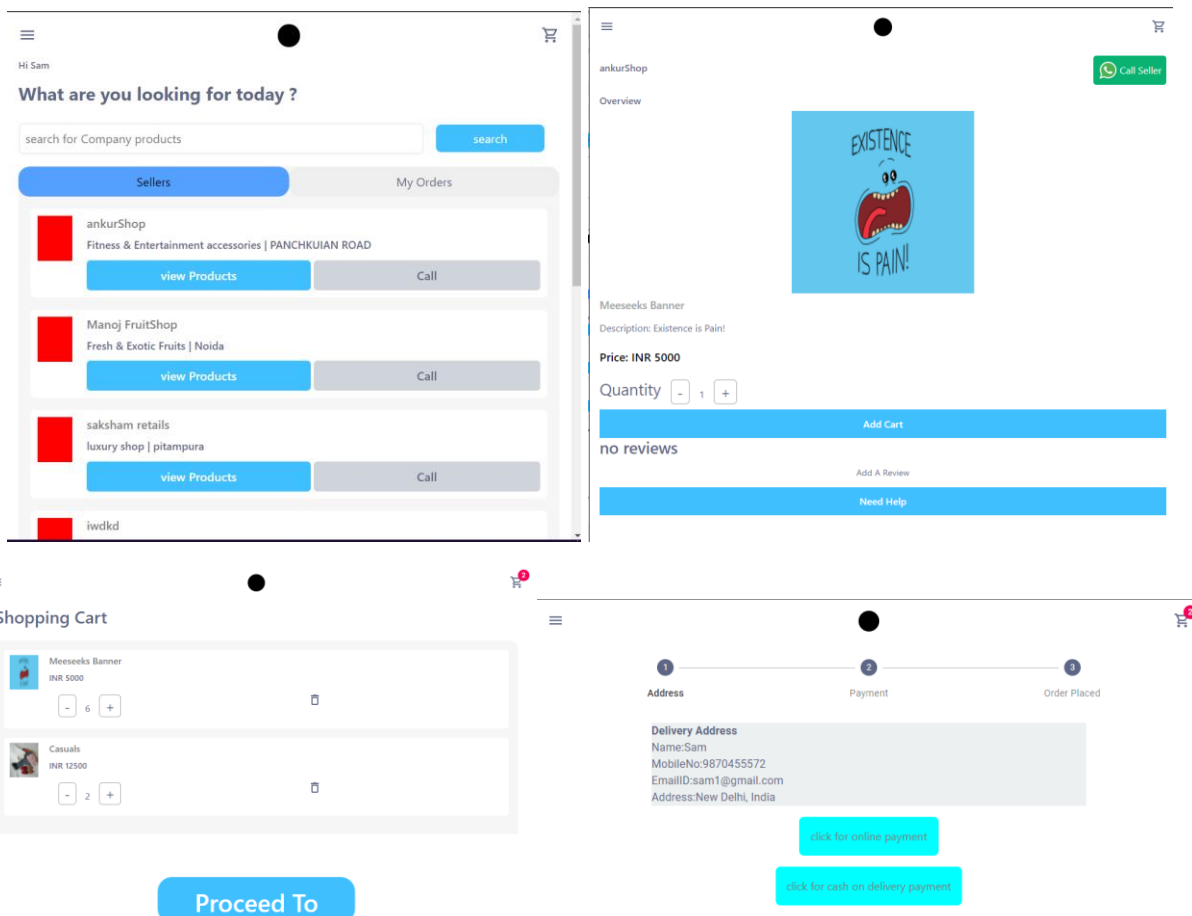 Hi Sam
What are you looking for today ?
search for Company products
search
Sellers
My Orders
ankurShop
Fitness & Entertainment accessories | PANCHKUIAN ROAD
view Products
Call
Manoj FruitShop
Fresh & Exotic Fruits | Noida
view Products
Call
saksham retails
luxury shop | pitampura
view Products
Call
iwdkd
ankurShop
Call Seller
Overview
EXISTENCE
IS PAIN!
Meeseeks Banner
Description: Existence is Pain!
Price: INR 5000
Quantity - 1 +
Add Cart
no reviews
Add A Review
Need Help
2
Shopping Cart
Meeseeks Banner
INR 5000
- 6 +
Casuals
INR 12500
- 2 +
Proceed To
2
1
2
3
Address
Payment
Order Placed
Delivery Address
Name:Sam
MobileNo:9870455572
EmailID:sam1@gmail.com
Address:New Delhi, India
click for online payment
click for cash on delivery payment